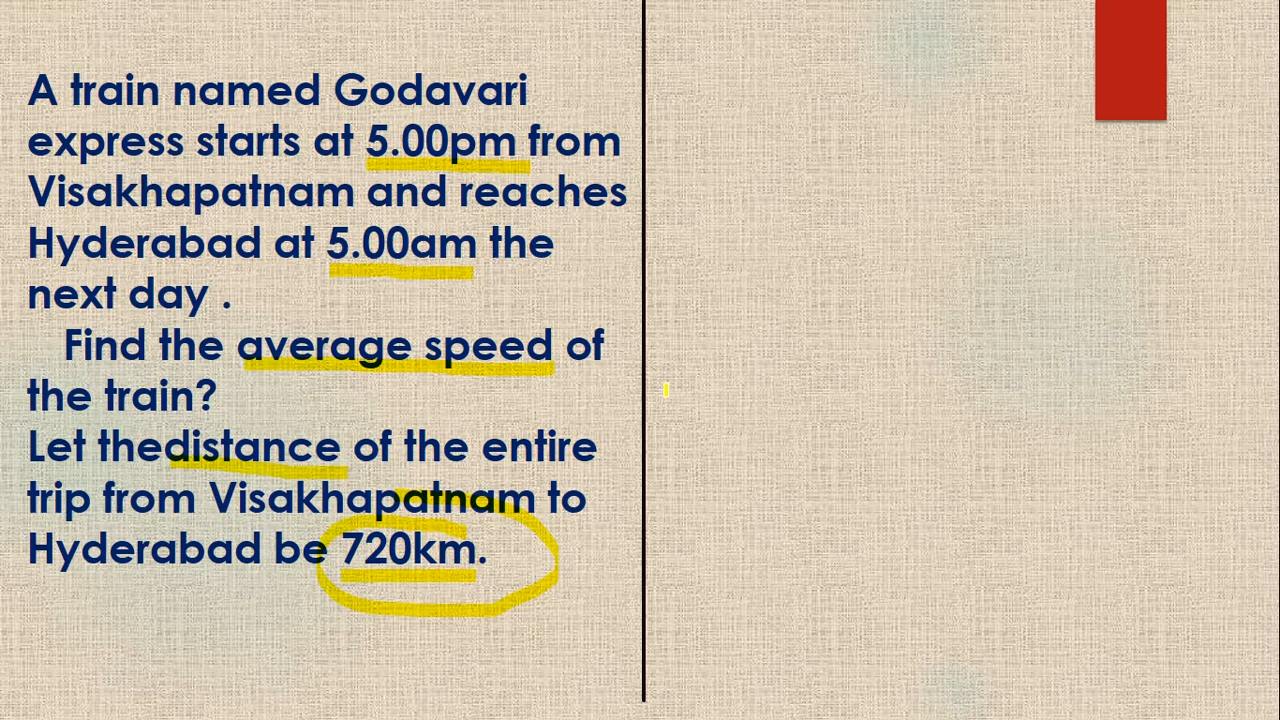 A train named Godavari
express starts at 5.00pm from
Visakhapatnam and reaches
Hyderabad at 5.00am the
next day .
Find the average speed of
the train?
Let thedistance of the entire
trip from Visakhapatnam to
Hyderabad be 720km.